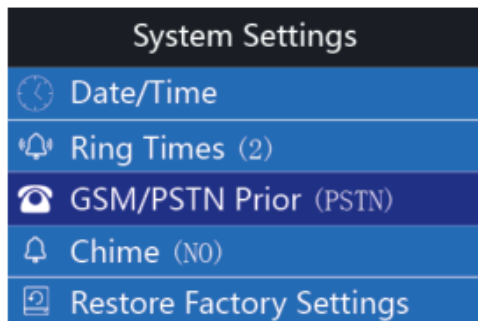 System Settings
Date/Time
Ring Times (2)
GSM/PSTN Prior (PSTN)
Chime (NO)
Restore Factory Settings